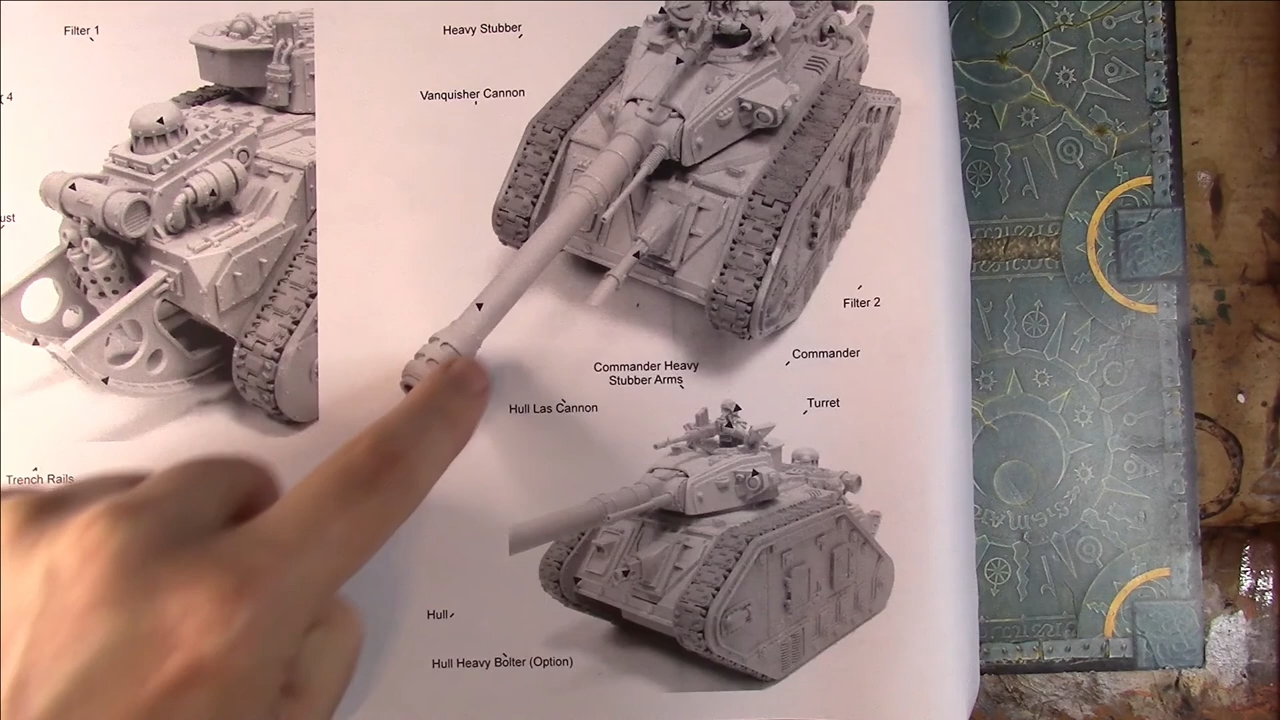 Filter 1
4
ust
Trench Rails
Heavy Stubber
Vanquisher Cannon
Filter 2
Commander Heavy
Stubber Arms
Commander
Hull Las Cannon
Turret
Hull
Hull Heavy Bolter (Option)